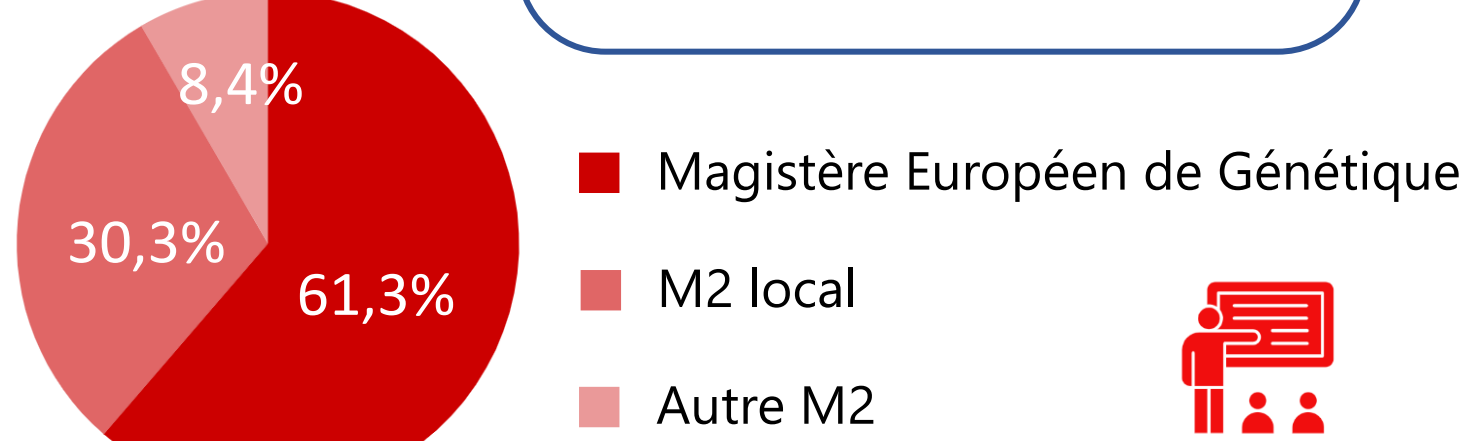 8,4%
30,3%
61,3%
Magistère Européen de Génétique
M2 local
Autre M2